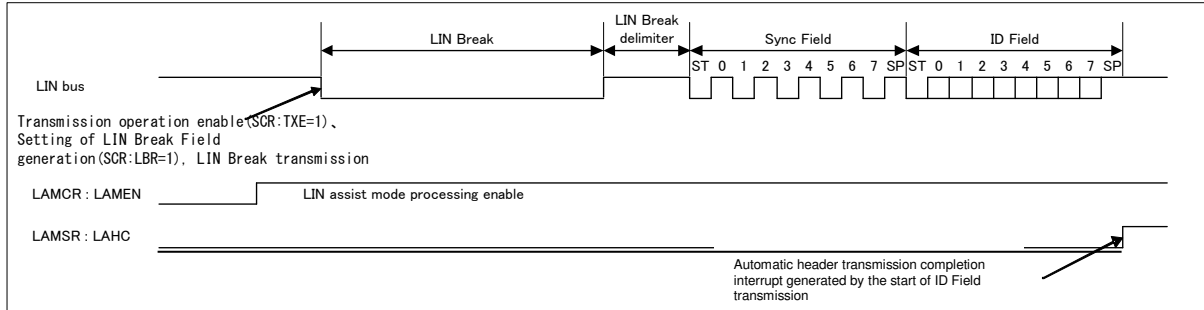 LIN Break
LIN Break
delimiter
Sync Field
ID Field
ST 0 1 2 3 4 5 6 7 SP ST 0 1 2 3 4 5 6 7 SP
LIN bus
Transmission operation enable(SCR:TXE=1)、
Setting of LIN Break Field
generation(SCR:LBR=1), LIN Break transmission
LAMCR : LAMEN
LIN assist mode processing enable
LAMSR : LAHC
Automatic header transmission completion
interrupt generated by the start of ID Field
transmission